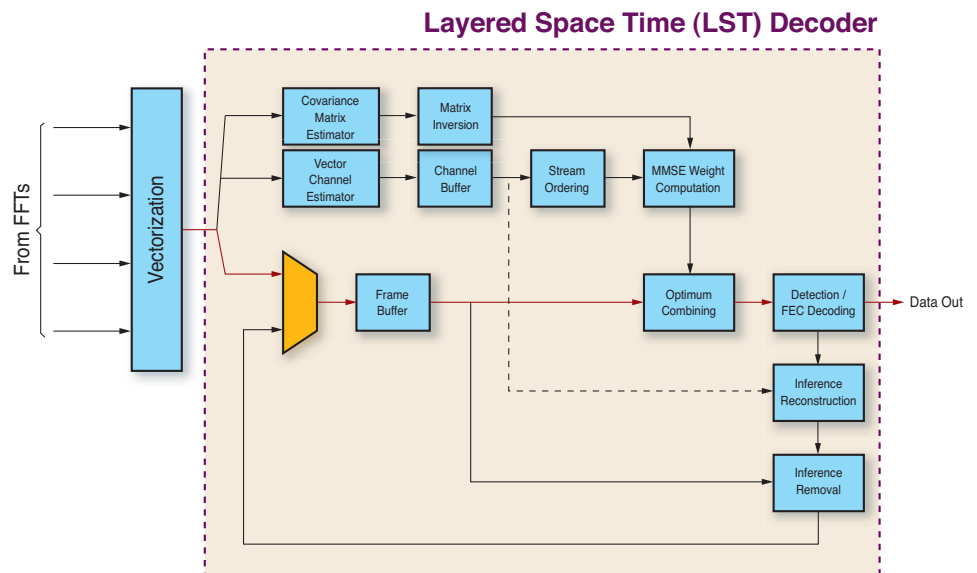 Layered Space Time (LST) Decoder
From FFTs
Vectorization
Covariance
Matrix
Estimator
Matrix
Inversion
Vector
Channel
Estimator
Channel
Buffer
Stream
Ordering
MMSE Weight
Computation
Frame
Buffer
Optimum
Combining
Detection /
FEC Decoding
Data Out
Inference
Reconstruction
Inference
Removal